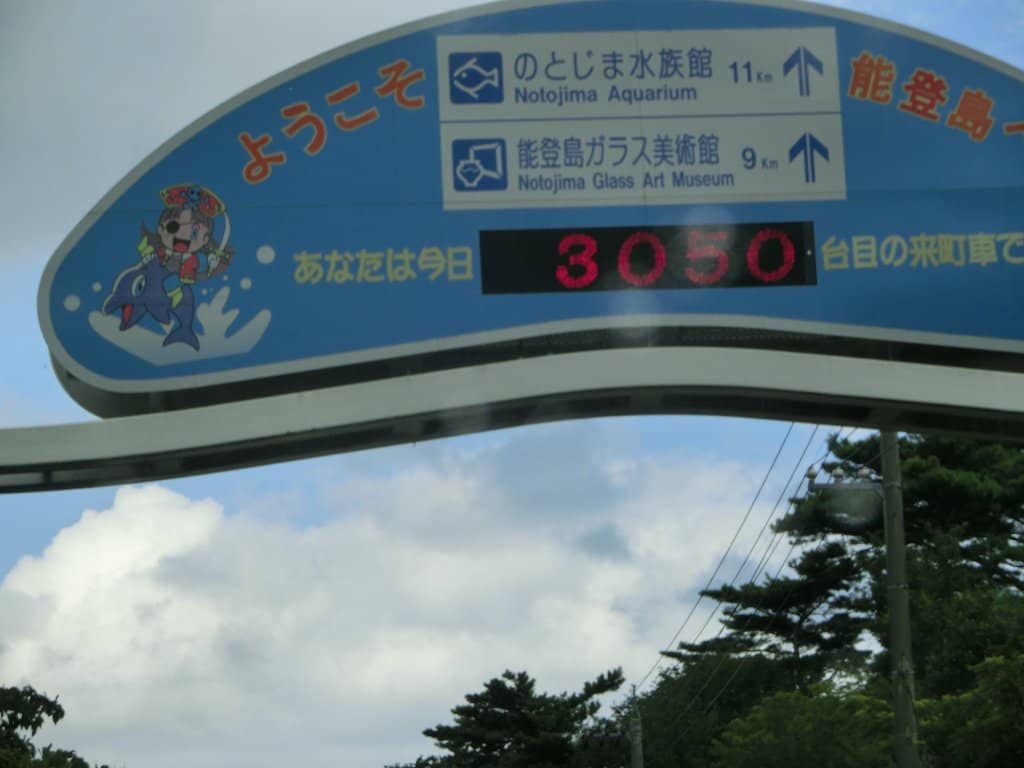 ようこそ
能登島へ
のとじま水族館 11Km
Notojima Aquarium
能登島ガラス美術館 9Km
Notojima Glass Art Museum
あなたは今日 3050 台目の来町車で